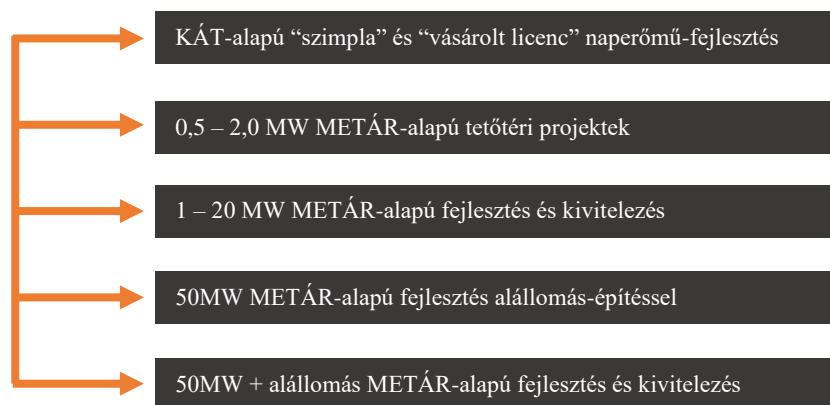 KÁT-alapú “szimpla” és “vásárolt licenc” naperőmű-fejlesztés
0,5 – 2,0 MW METÁR-alapú tetőtéri projektek
1 – 20 MW METÁR-alapú fejlesztés és kivitelezés
50MW METÁR-alapú fejlesztés alállomás-építéssel
50MW + alállomás METÁR-alapú fejlesztés és kivitelezés